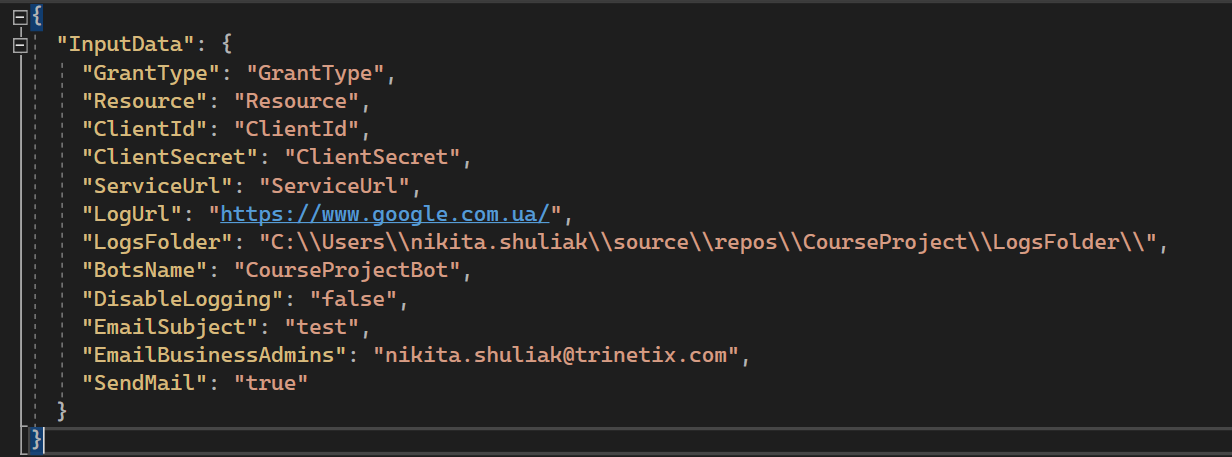 {
"InputData": {
"GrantType": "GrantType",
"Resource": "Resource",
"ClientId": "ClientId",
"ClientSecret": "ClientSecret",
"ServiceUrl": "ServiceUrl",
"LogUrl": "https://www.google.com.ua/",
"LogsFolder": "C:\\Users\\nikita.shuliak\\source\\repos\\CourseProject\\LogsFolder\\",
"BotsName": "CourseProjectBot",
"DisableLogging": "false",
"EmailSubject": "test",
"EmailBusinessAdmins": "nikita.shuliak@trinetix.com",
"SendMail": "true"
}
}